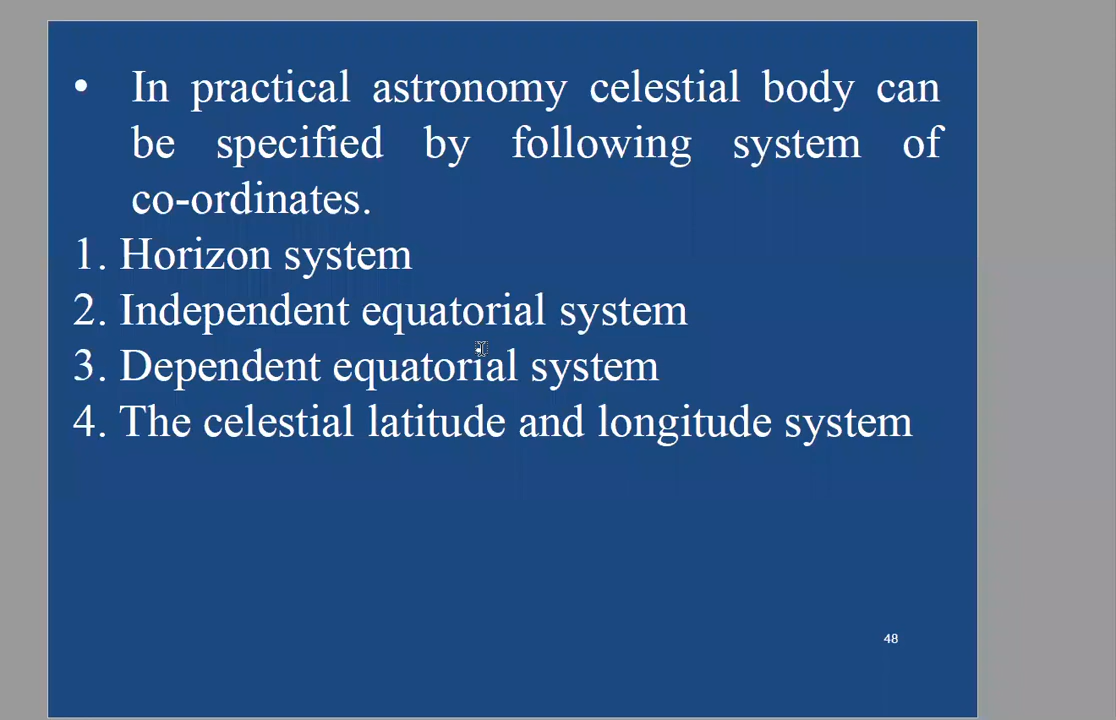 • In practical astronomy celestial body can
be specified by following system of
co-ordinates.
1. Horizon system
2. Independent equatorial system
3. Dependent equatorial system
4. The celestial latitude and longitude system
48